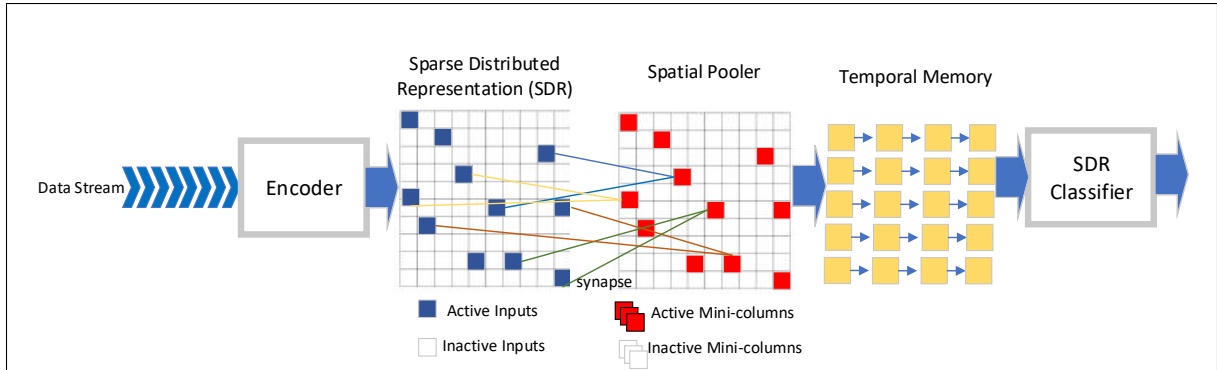 Data Stream
Encoder
Sparse Distributed
Representation (SDR)
synapse
Active Inputs
Inactive Inputs
Spatial Pooler
Active Mini-columns
Inactive Mini-columns
Temporal Memory
SDR
Classifier